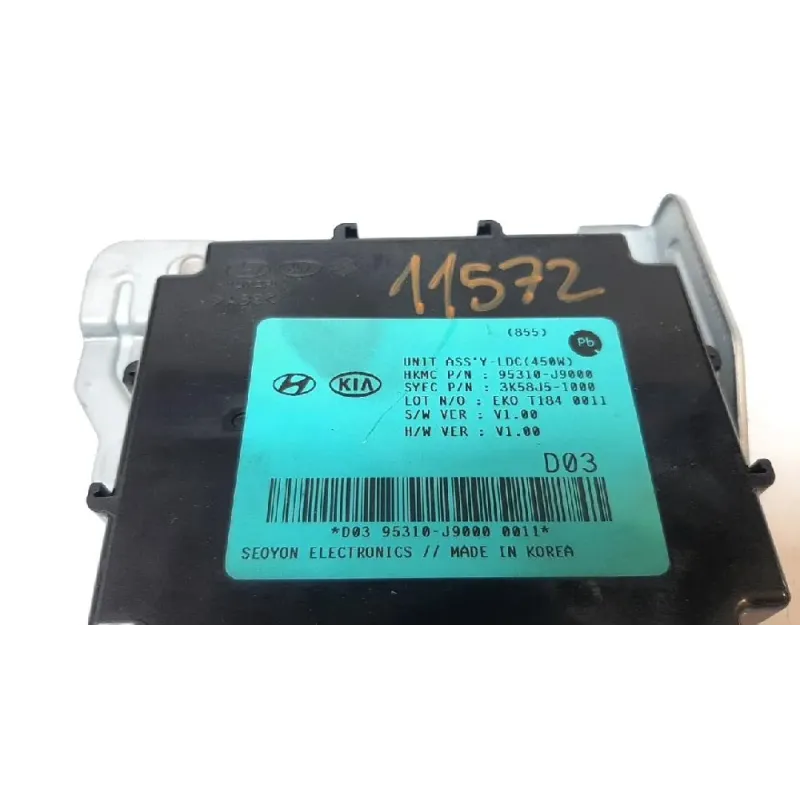 11572
(855)
Pb
UNIT ASS'Y-LDC(450W)
HKMC P/N : 95310-J9000
SYEC P/N : 3K58J5-1000
LOT N/O : EKO T184 0011
S/W VER : V1.00
H/W VER : V1.00
KIA
D03
*D03 95310-J9000 0011*
SEOYON ELECTRONICS // MADE IN KOREA